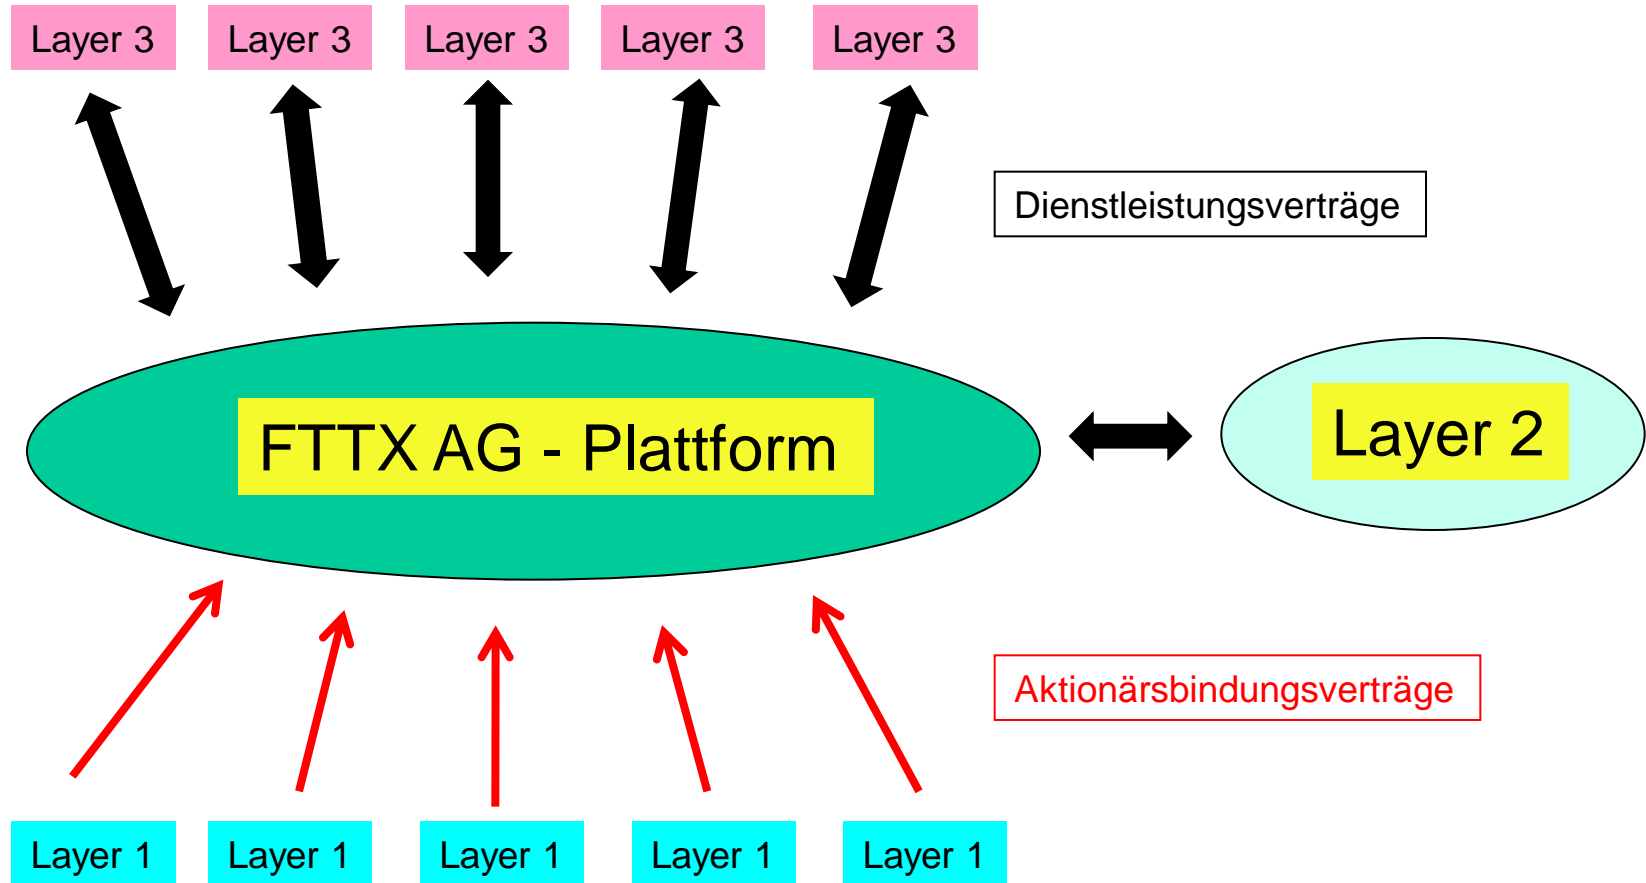 Layer 3
Layer 3
Layer 3
Layer 3
Layer 3
Dienstleistungsverträge
FTTX AG - Plattform
Layer 2
Aktionärsbindungsverträge
Layer 1
Layer 1
Layer 1
Layer 1
Layer 1